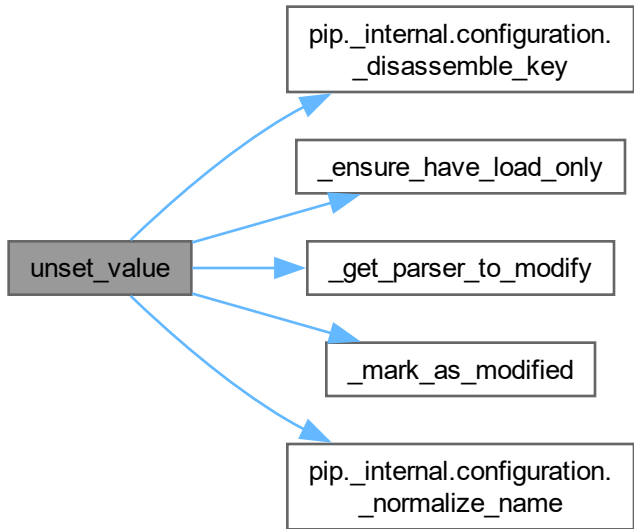 pip._internal.configuration.
_disassemble_key
_ensure_have_load_only
unset_value
_get_parser_to_modify
_mark_as_modified
pip._internal.configuration.
_normalize_name